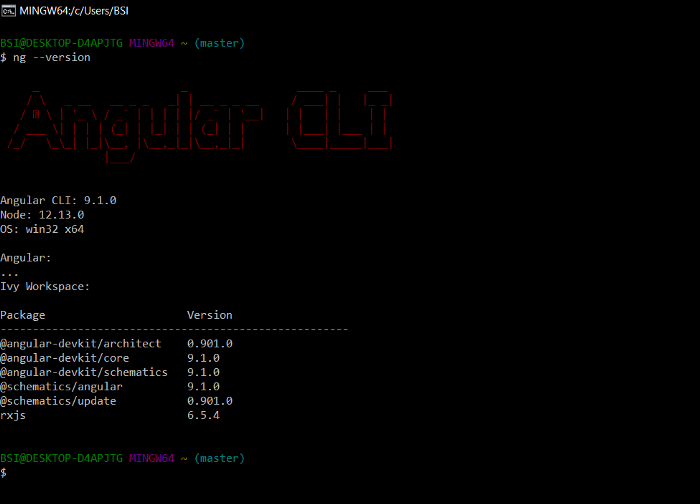 MINGW64:/c/Users/BSI
BSI@DESKTOP-D4APJTG MINGW64 ~ (master)
$ ng --version
Angular CLI
Angular CLI: 9.1.0
Node: 12.13.0
OS: win32 x64
Angular:
...
Ivy Workspace:
Package Version
------------------------------------------------------
@angular-devkit/architect 0.901.0
@angular-devkit/core 9.1.0
@angular-devkit/schematics 9.1.0
@schematics/angular 9.1.0
@schematics/update 0.901.0
rxjs 6.5.4
BSI@DESKTOP-D4APJTG MINGW64 ~ (master)
$